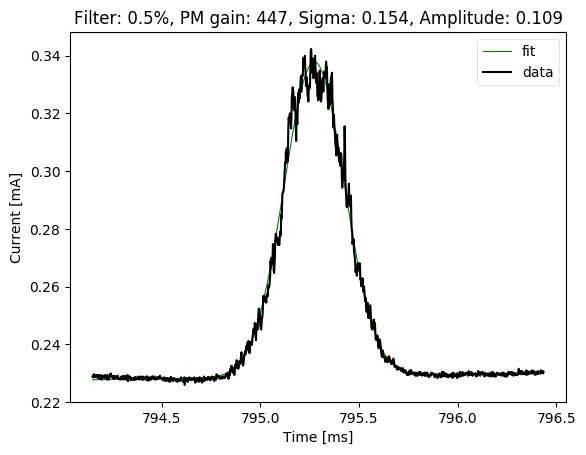 Filter: 0.5%, PM gain: 447, Sigma: 0.154, Amplitude: 0.109
fit
data
0.34
0.32
0.30
0.28
0.26
0.24
0.22
Current [mA]
794.5 795.0 795.5 796.0 796.5
Time [ms]